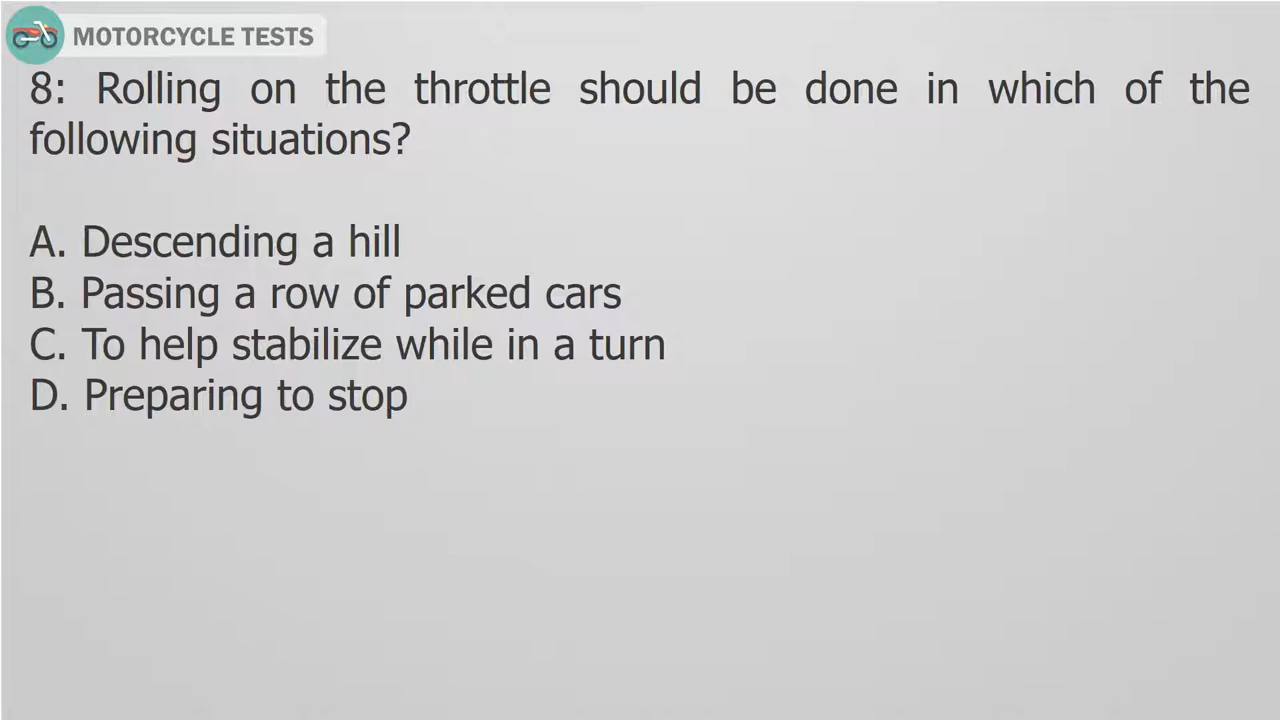 MOTORCYCLE TESTS
8: Rolling on the throttle should be done in which of the
following situations?
A. Descending a hill
B. Passing a row of parked cars
C. To help stabilize while in a turn
D. Preparing to stop